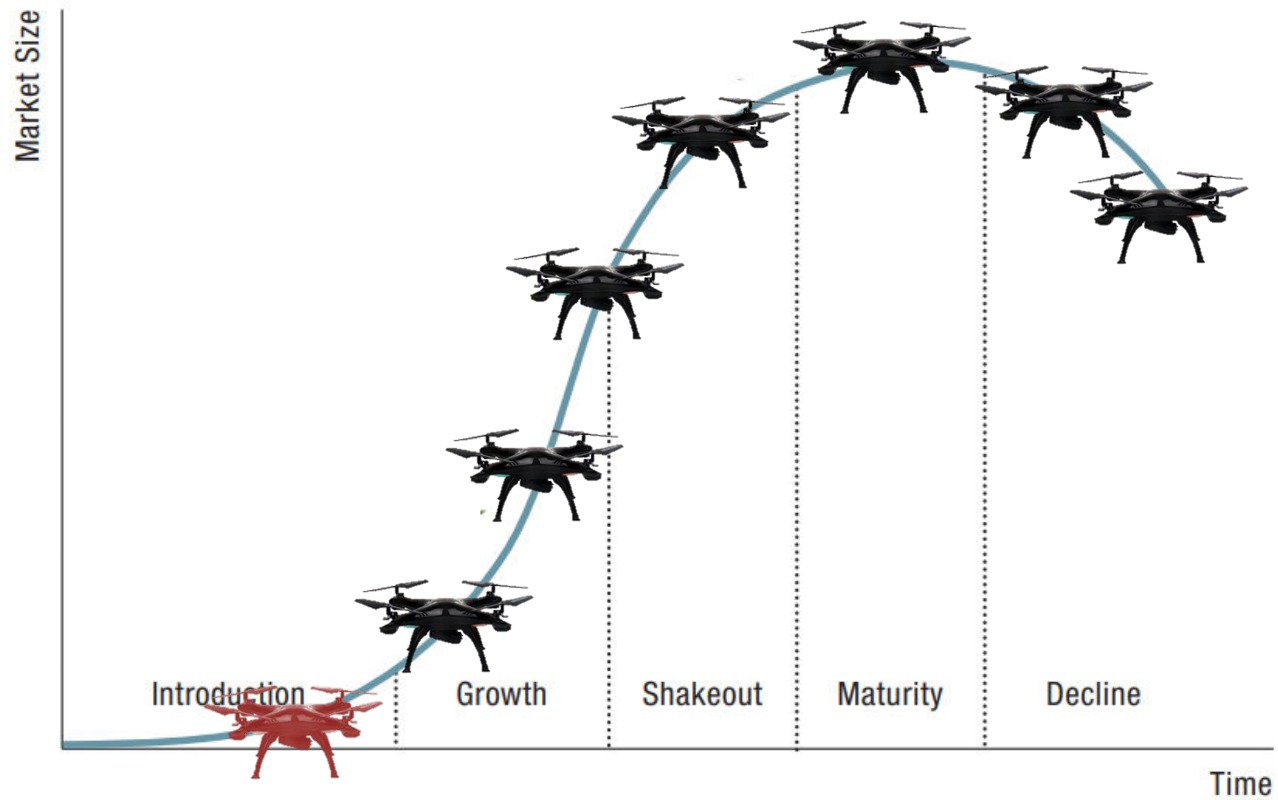 Market Size
Introduction
Growth
Shakeout
Maturity
Decline
Time